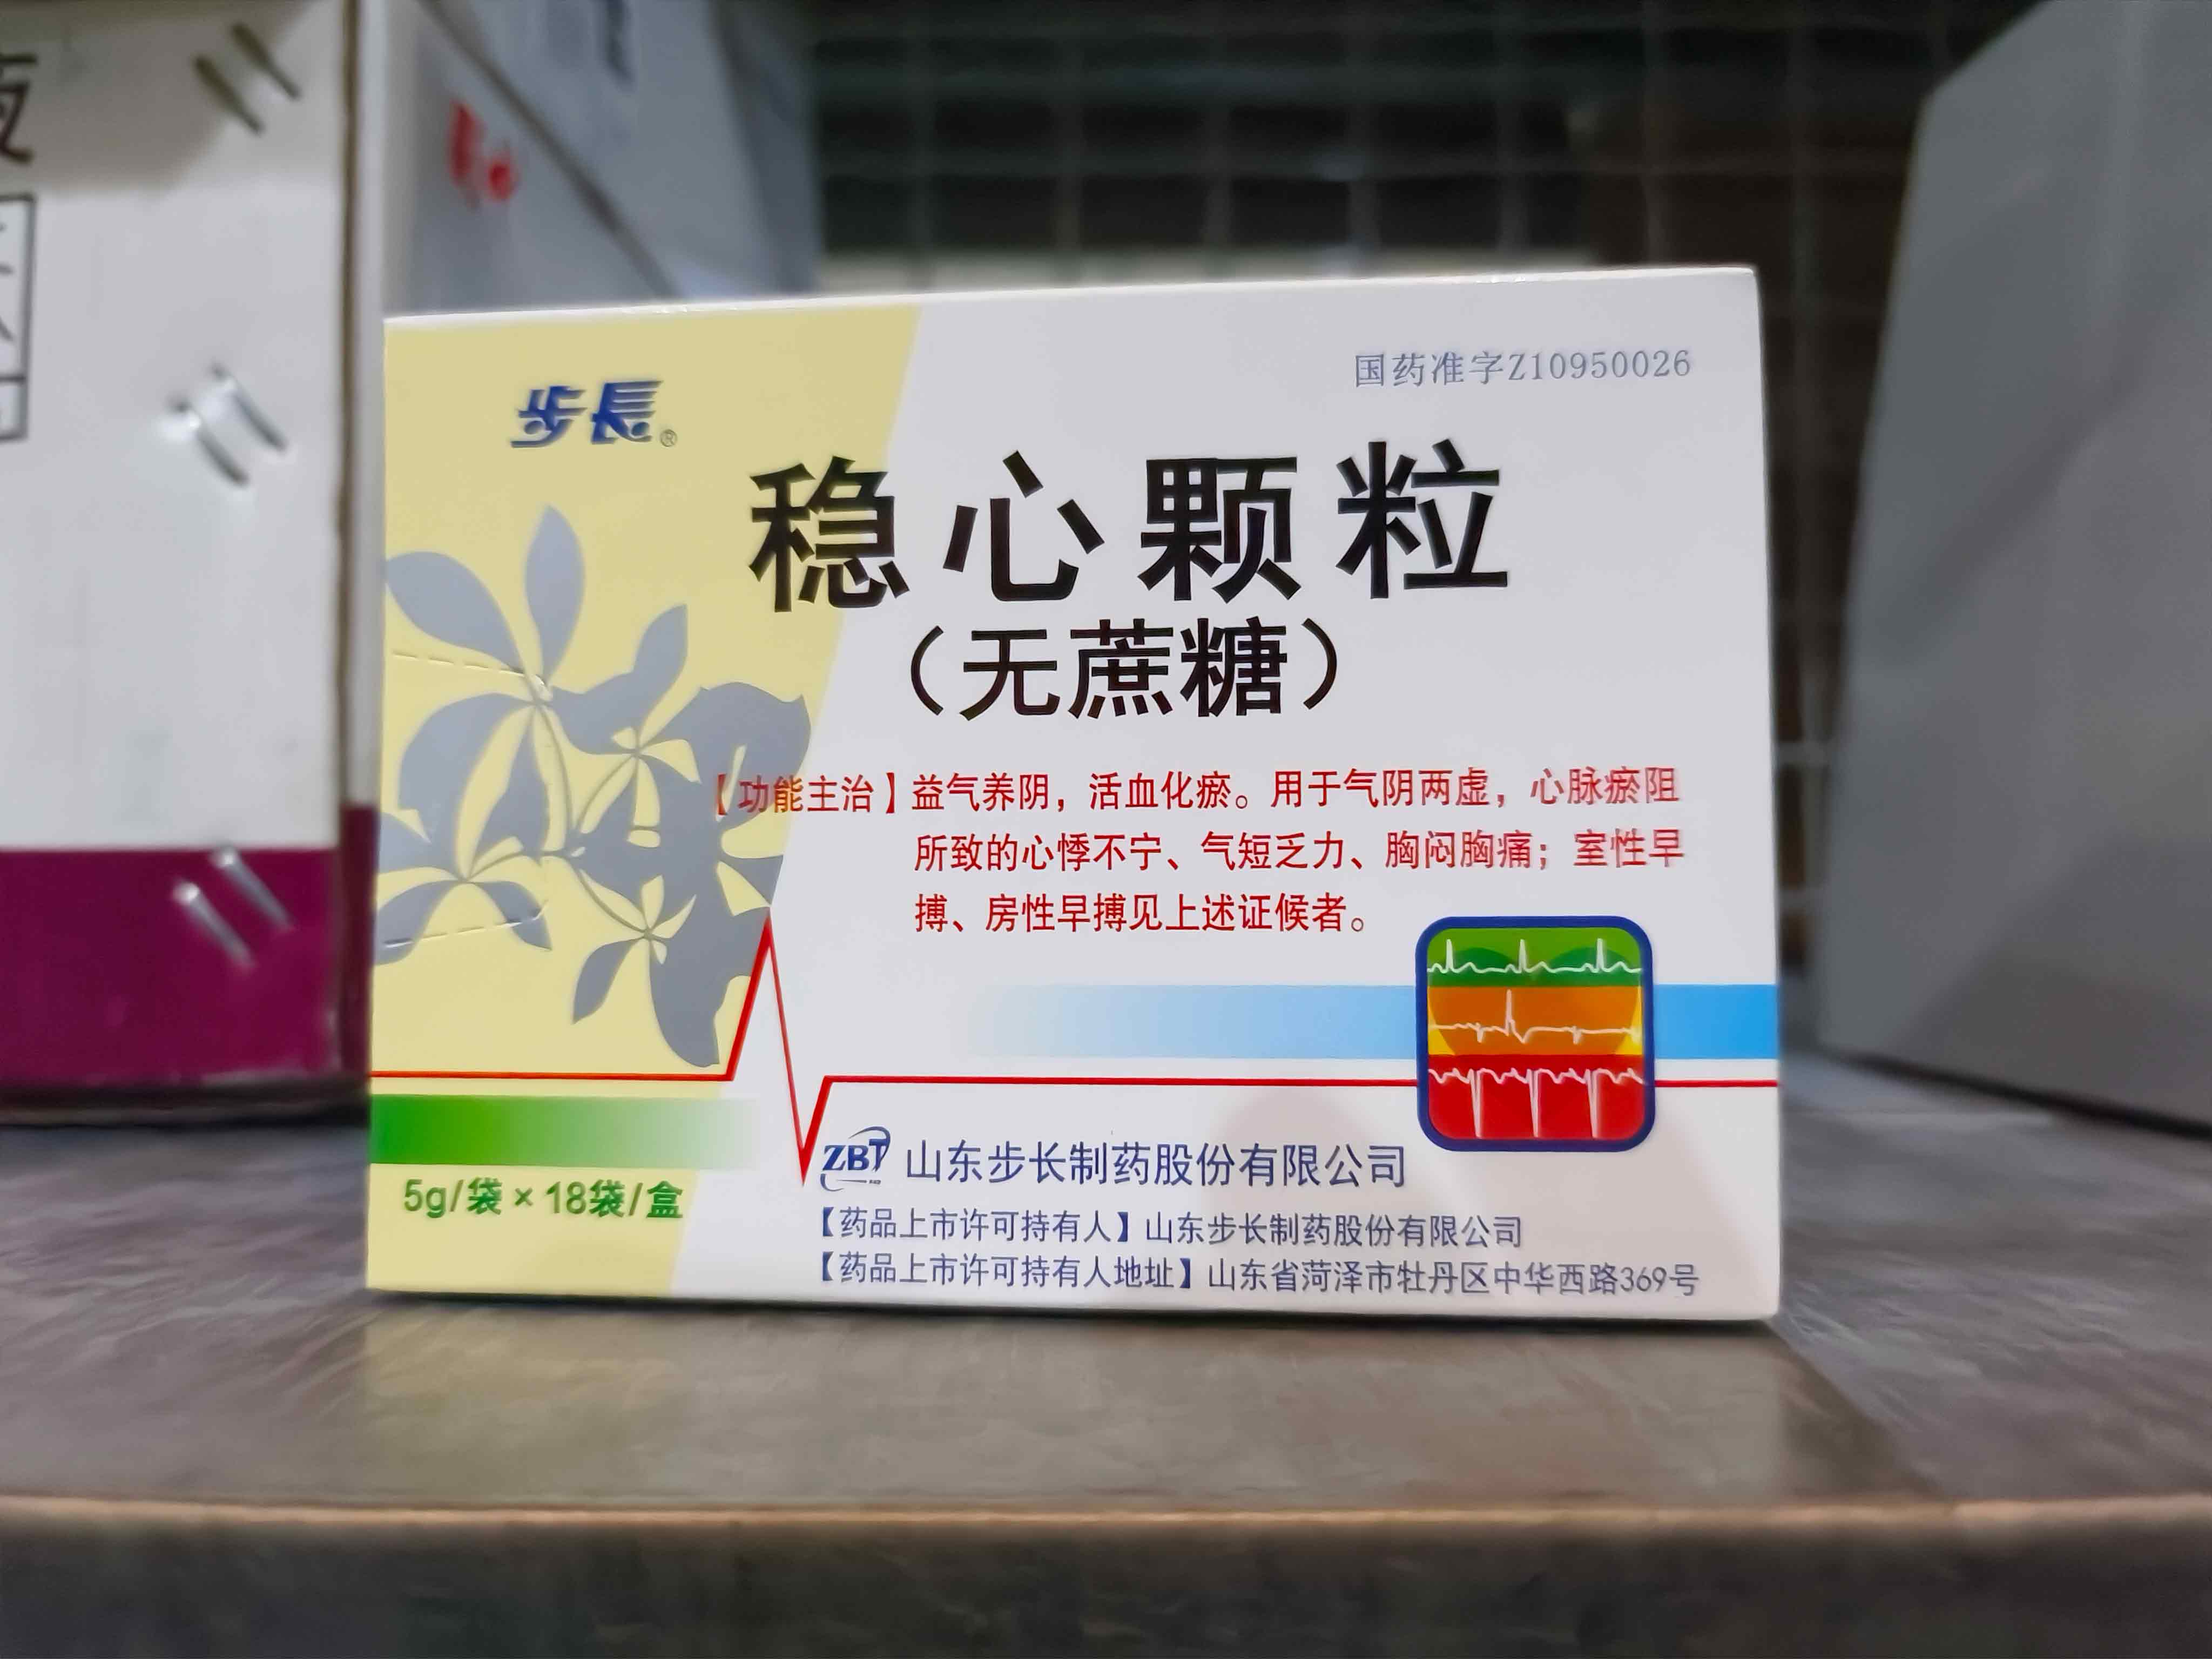 国药准字Z10950026
步長®
稳心颗粒
（无蔗糖）
【功能主治】益气养阴，活血化瘀。用于气阴两虚，心脉瘀阻
所致的心悸不宁、气短乏力、胸闷胸痛；室性早
搏、房性早搏见上述证候者。
5g/袋×18袋/盒
ZBT 山东步长制药股份有限公司
【药品上市许可持有人】山东步长制药股份有限公司
【药品上市许可持有人地址】山东省菏泽市牡丹区中华西路369号